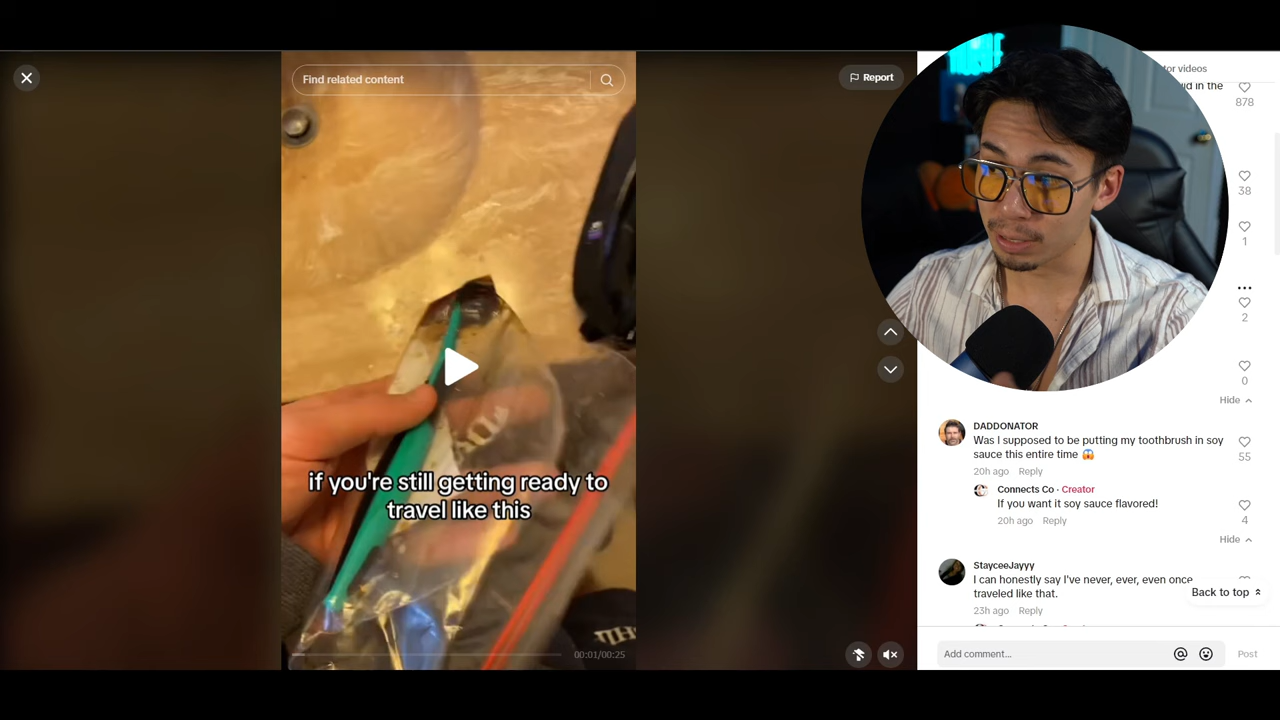 Find related content
Report
if you're still getting ready to
travel like this
00:01/00:25
tor videos
in the
878
38
1
2
0
Hide
DADDONATOR
Was I supposed to be putting my toothbrush in soy
sauce this entire time 😱
55
20h ago Reply
Connects Co · Creator
If you want it soy sauce flavored!
4
20h ago Reply
Hide
StayceeJayyy
I can honestly say I've never, ever, even once
traveled like that.
23h ago Reply
Back to top
Add comment...
Post